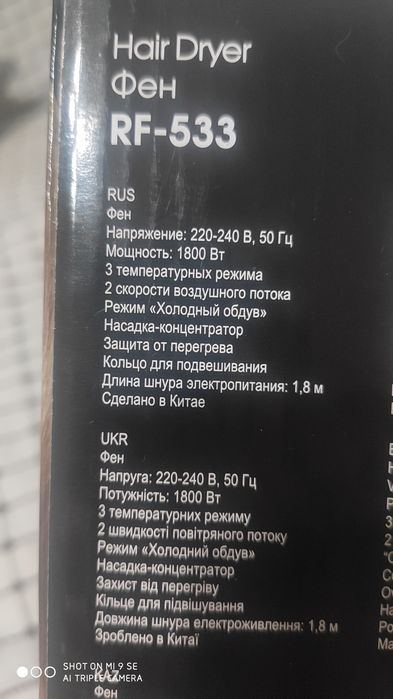 Hair Dryer
Фен
RF-533
RUS
Фен
Напряжение: 220-240 В, 50 Гц
Мощность: 1800 Вт
3 температурных режима
2 скорости воздушного потока
Режим «Холодный обдув»
Насадка-концентратор
Защита от перегрева
Кольцо для подвешивания
Длина шнура электропитания: 1,8 м
Сделано в Китае
UKR
Фен
Напруга: 220-240 В, 50 Гц
Потужність: 1800 Вт
3 температурних режиму
2 швидкості повітряного потоку
Режим «Холодний обдув»
Насадка-концентратор
Захист від перегріву
Кільце для підвішування
Довжина шнура електроживлення: 1,8 м
Зроблено в Китаї
KAZ
Фен
SHOT ON MI 9 SE
AI TRIPLE CAMERA